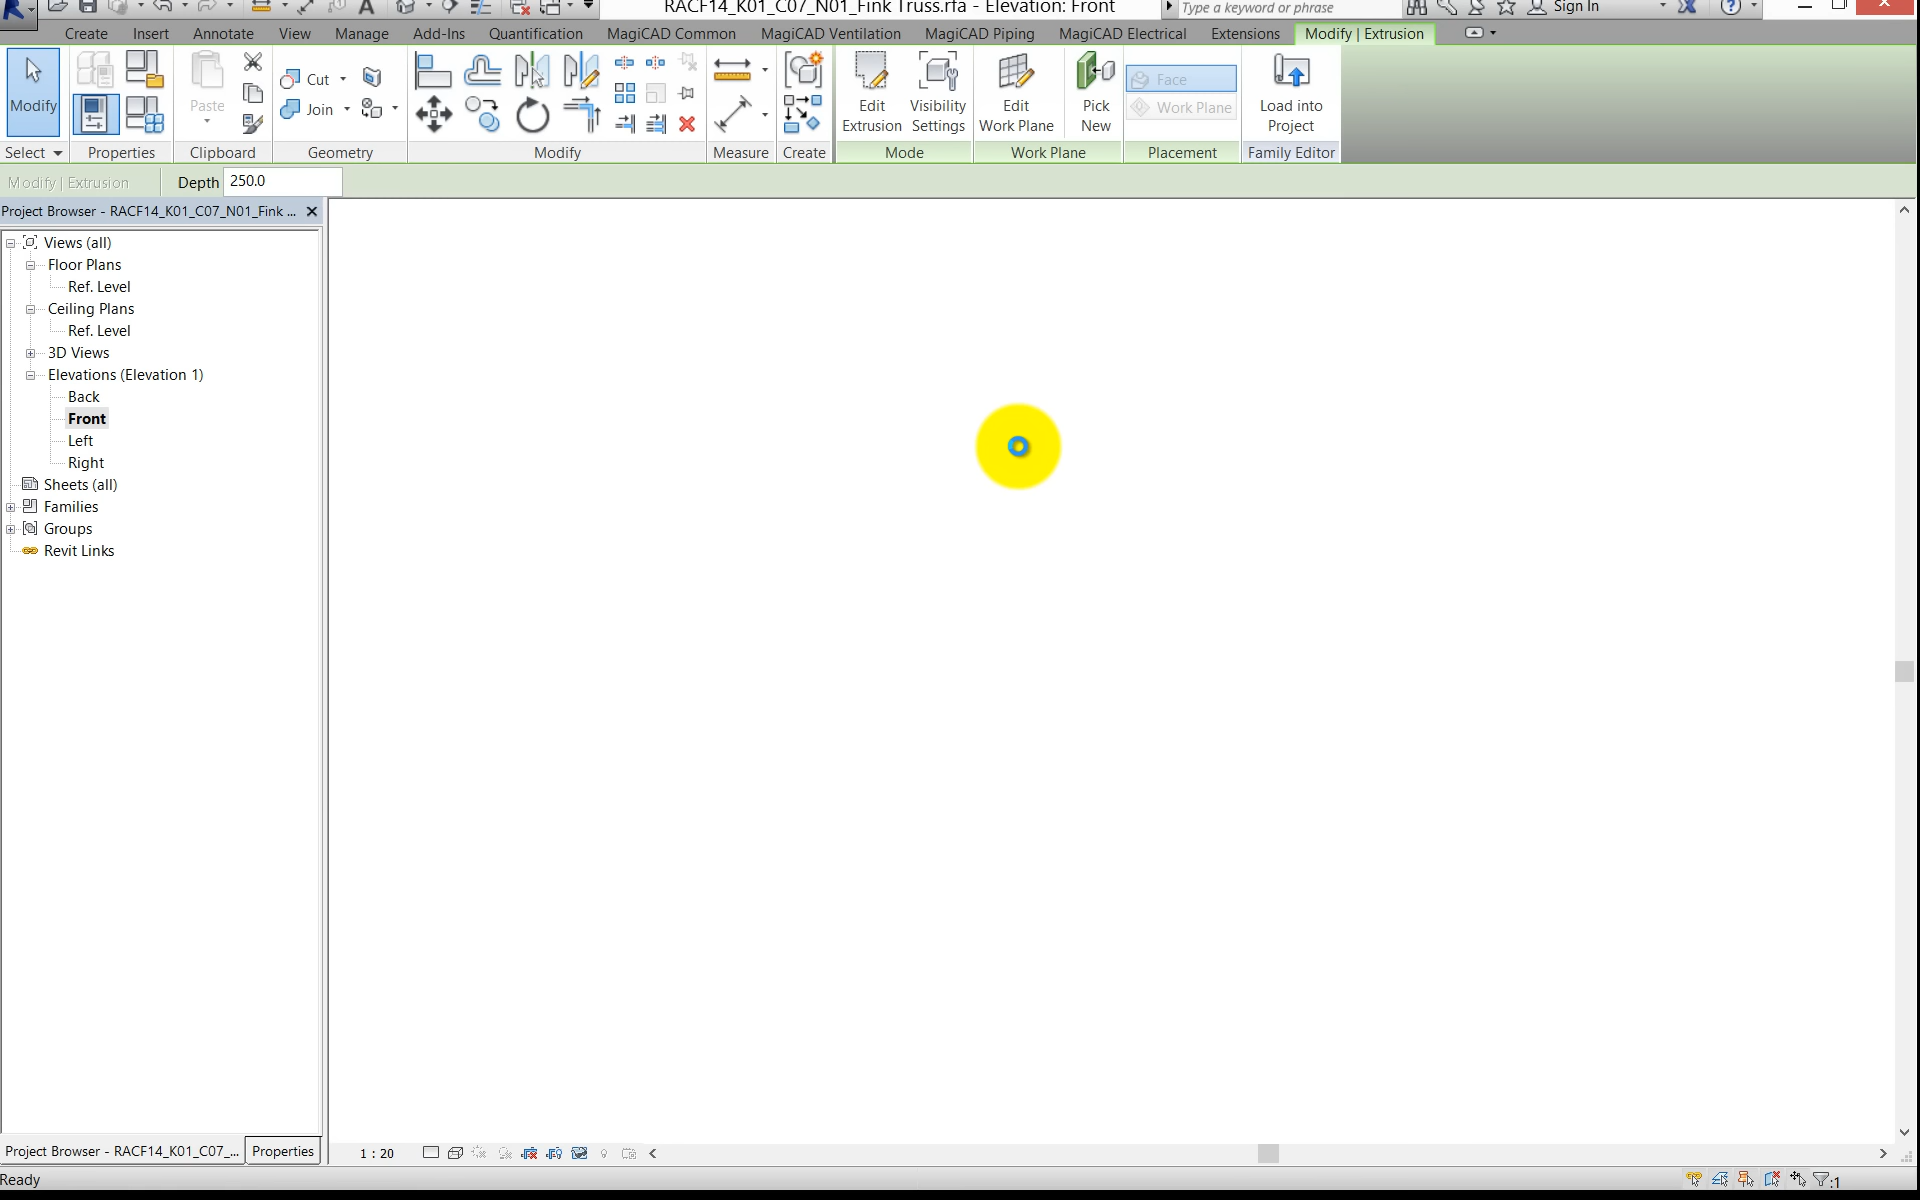 RACF14_K01_C07_N01_Fink Truss.rfa - Elevation: Front
Type a keyword or phrase
Sign In
Create Insert Annotate View Manage Add-Ins Quantification MagiCAD Common MagiCAD Ventilation MagiCAD Piping MagiCAD Electrical Extensions Modify | Extrusion
Modify
Paste
Cut
Join
Edit Extrusion
Visibility Settings
Edit Work Plane
Pick New
Face
Work Plane
Load into Project
Select Properties Clipboard Geometry Modify Measure Create Mode Work Plane Placement Family Editor
Modify | Extrusion Depth 250.0
Project Browser - RACF14_K01_C07_N01_Fink ...
Views (all)
Floor Plans
Ref. Level
Ceiling Plans
Ref. Level
3D Views
Elevations (Elevation 1)
Back
Front
Left
Right
Sheets (all)
Families
Groups
Revit Links
Project Browser - RACF14_K01_C07_... Properties
1 : 20
Ready
:1